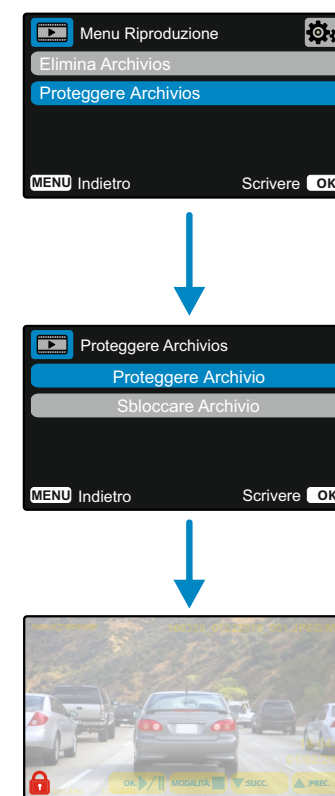 Menu Riproduzione
Elimina Archivios
Proteggere Archivios
MENU Indietro Scrivere OK
Proteggere Archivios
Proteggere Archivio
Sbloccare Archivio
MENU Indietro Scrivere OK
OK: MODALITÀ: :SUCC. :PREC.